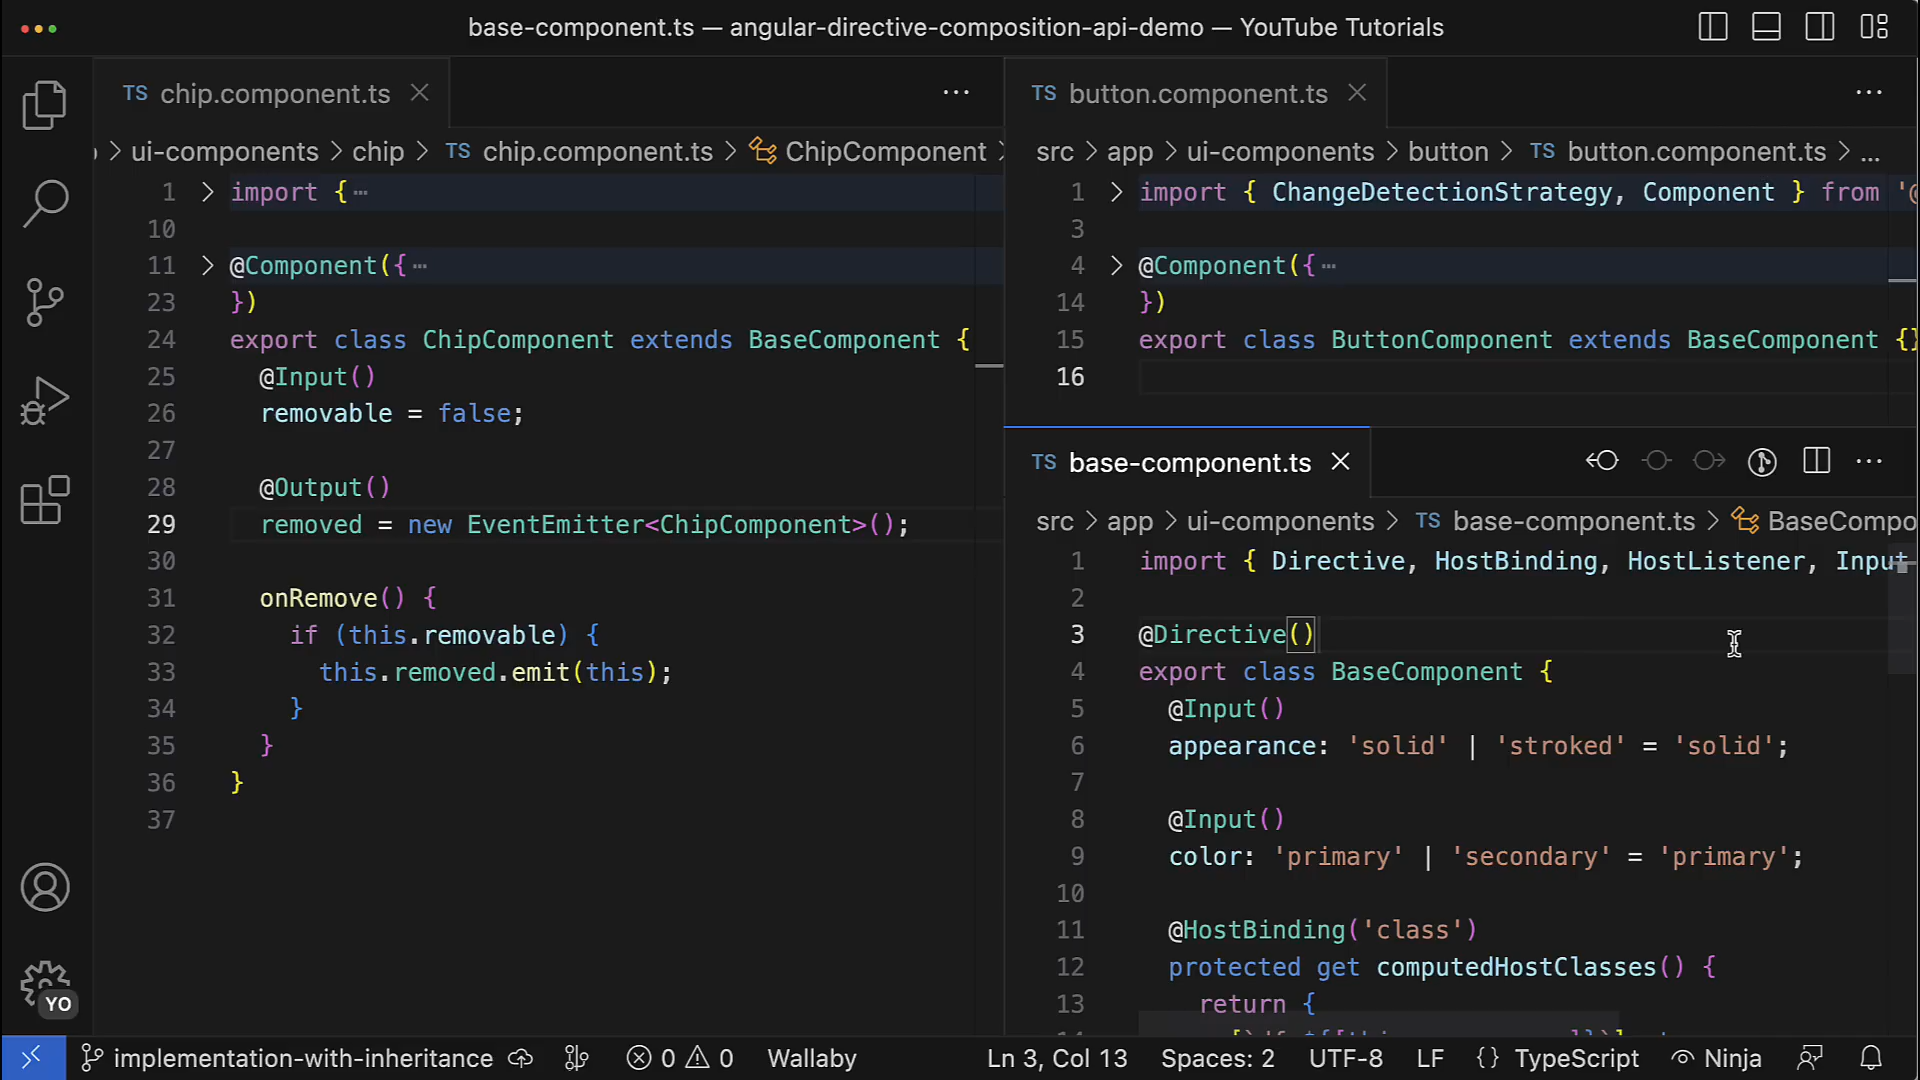 base-component.ts — angular-directive-composition-api-demo — YouTube Tutorials
TS chip.component.ts
ui-components > chip > TS chip.component.ts > ChipComponent
1 import {
10
11 @Component({
23 })
24 export class ChipComponent extends BaseComponent {
25 @Input()
26 removable = false;
27
28 @Output()
29 removed = new EventEmitter<ChipComponent>();
30
31 onRemove() {
32 if (this.removable) {
33 this.removed.emit(this);
34 }
35 }
36 }
37
TS button.component.ts
src > app > ui-components > button > TS button.component.ts > ...
1 import { ChangeDetectionStrategy, Component } from '@
3
4 @Component({
14 })
15 export class ButtonComponent extends BaseComponent {}
16
TS base-component.ts
src > app > ui-components > TS base-component.ts > BaseCompo
1 import { Directive, HostBinding, HostListener, Input
2
3 @Directive()
4 export class BaseComponent {
5 @Input()
6 appearance: 'solid' | 'stroked' = 'solid';
7
8 @Input()
9 color: 'primary' | 'secondary' = 'primary';
10
11 @HostBinding('class')
12 protected get computedHostClasses() {
13 return {
YO
implementation-with-inheritance 0 0 Wallaby Ln 3, Col 13 Spaces: 2 UTF-8 LF {} TypeScript Ninja